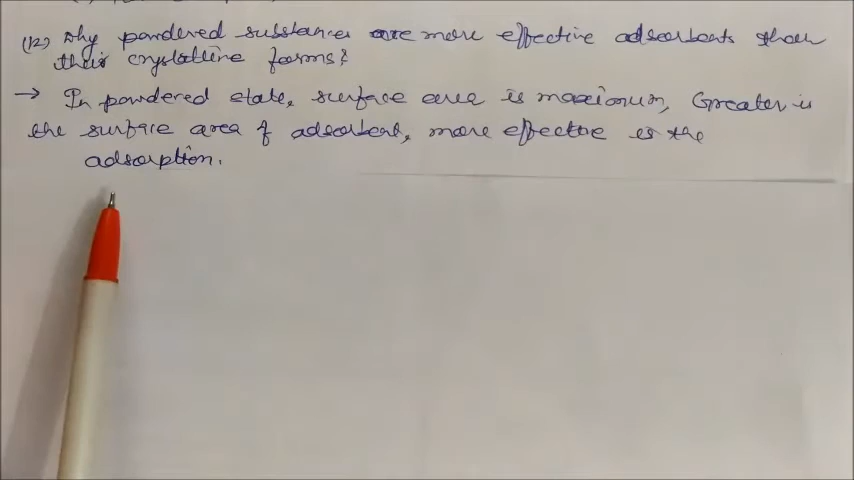 (12) Why powdered substances are more effective adsorbents than
their crystalline forms?
→ In powdered state, surface area is maximum, Greater is
the surface area of adsorbent, more effective is the
adsorption.